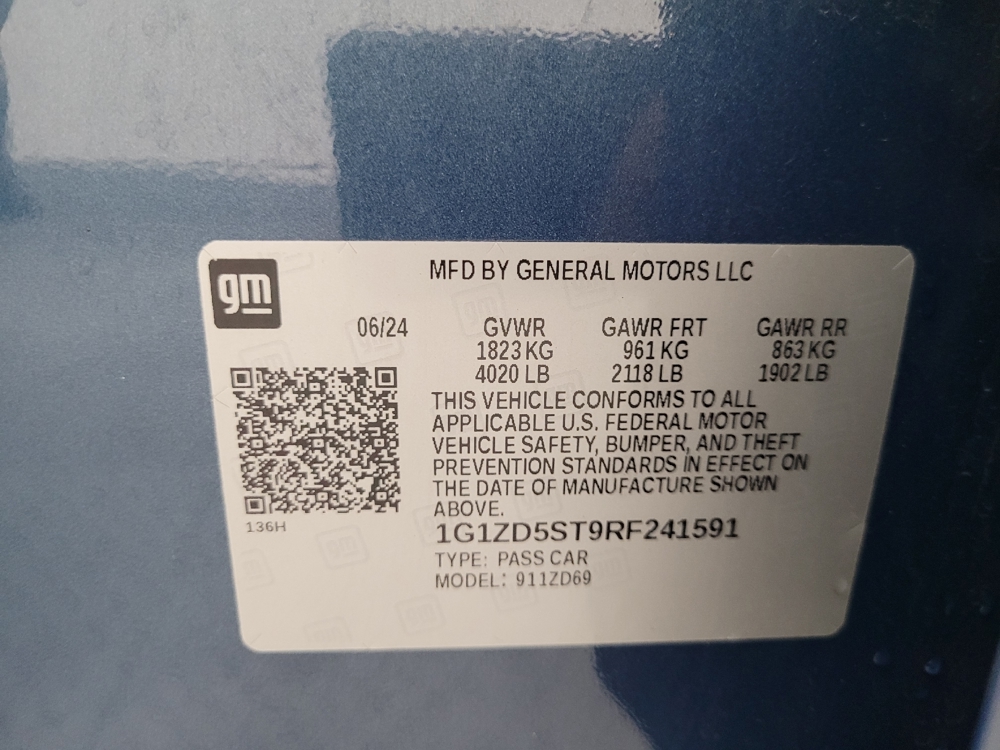 gm
MFD BY GENERAL MOTORS LLC
06/24 GVWR GAWR FRT GAWR RR
1823 KG 961 KG 863 KG
4020 LB 2118 LB 1902 LB
THIS VEHICLE CONFORMS TO ALL
APPLICABLE U.S. FEDERAL MOTOR
VEHICLE SAFETY, BUMPER, AND THEFT
PREVENTION STANDARDS IN EFFECT ON
THE DATE OF MANUFACTURE SHOWN
ABOVE.
136H
1G1ZD5ST9RF241591
TYPE: PASS CAR
MODEL: 911ZD69